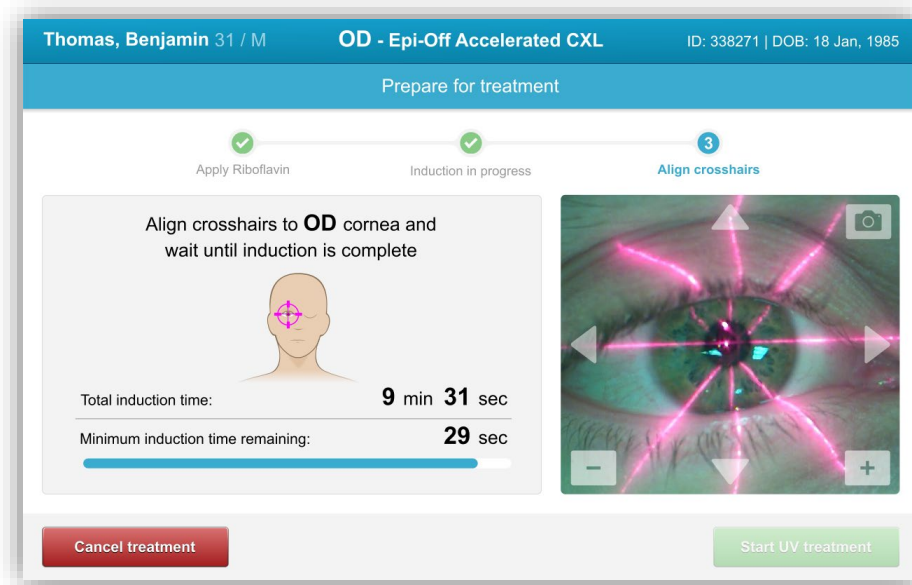 Thomas, Benjamin 31 / M
OD - Epi-Off Accelerated CXL
ID: 338271 | DOB: 18 Jan, 1985
Prepare for treatment
3
Apply Riboflavin
Induction in progress
Align crosshairs
Align crosshairs to OD cornea and
wait until induction is complete
Total induction time: 9 min 31 sec
Minimum induction time remaining: 29 sec
Cancel treatment
Start UV treatment